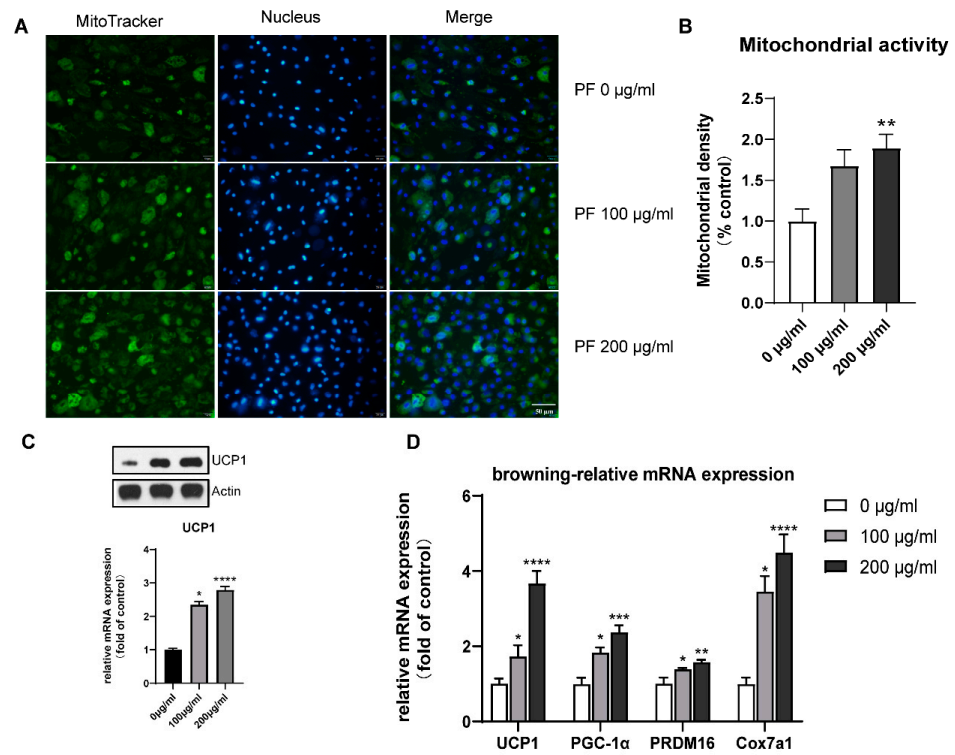 A
MitoTracker
Nucleus
Merge
PF 0 µg/ml
PF 100 µg/ml
PF 200 µg/ml
50 µm
B
Mitochondrial activity
Mitochondrial density
(% control)
2.5
2.0
1.5
1.0
0.5
0.0
**
0 µg/ml
100 µg/ml
200 µg/ml
C
UCP1
Actin
UCP1
relative mRNA expression
(fold of control)
4
3
2
1
0
*
****
0µg/ml
100µg/ml
200µg/ml
D
browning-relative mRNA expression
relative mRNA expression
(fold of control)
6
4
2
0
*
****
*
***
*
**
*
****
UCP1
PGC-1α
PRDM16
Cox7a1
0 µg/ml
100 µg/ml
200 µg/ml